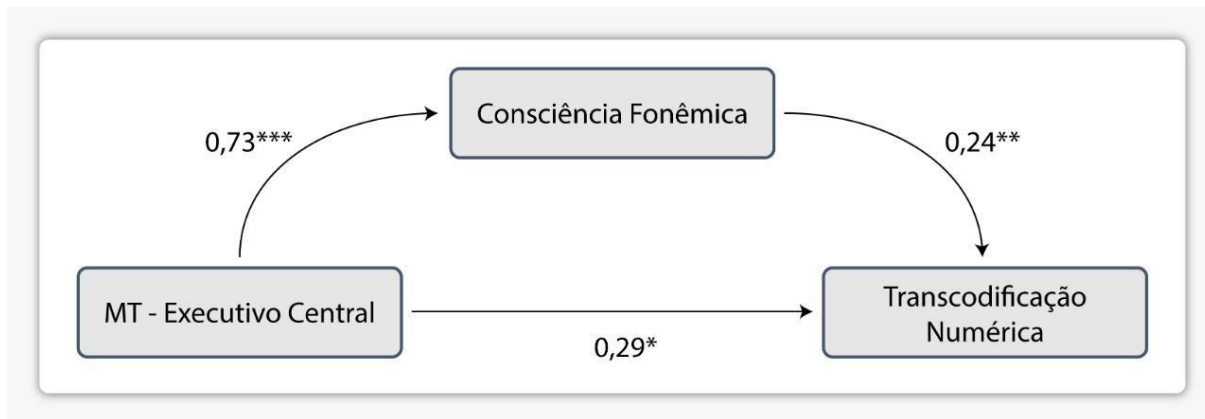 Consciência Fonêmica
0,73***
0,24**
MT - Executivo Central
Transcodificação
Numérica
0,29*